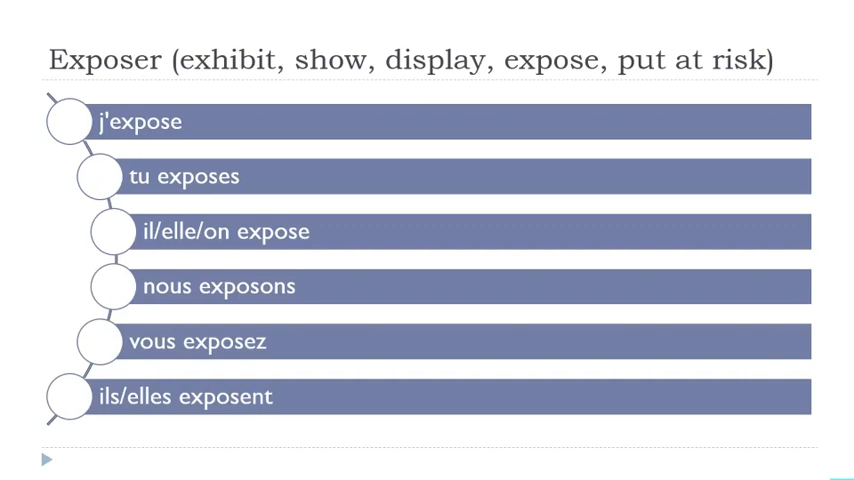 Exposer (exhibit, show, display, expose, put at risk)
j'expose
tu exposes
il/elle/on expose
nous exposons
vous exposez
ils/elles exposent